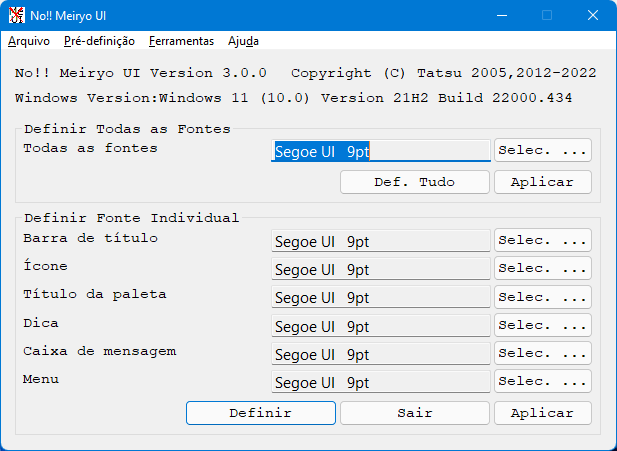 No!! Meiryo UI
Arquivo Pré-definição Ferramentas Ajuda
No!! Meiryo UI Version 3.0.0 Copyright (C) Tatsu 2005,2012-2022
Windows Version:Windows 11 (10.0) Version 21H2 Build 22000.434
Definir Todas as Fontes
Todas as fontes Segoe UI 9pt Selec. ...
Def. Tudo Aplicar
Definir Fonte Individual
Barra de título Segoe UI 9pt Selec. ...
Ícone Segoe UI 9pt Selec. ...
Título da paleta Segoe UI 9pt Selec. ...
Dica Segoe UI 9pt Selec. ...
Caixa de mensagem Segoe UI 9pt Selec. ...
Menu Segoe UI 9pt Selec. ...
Definir Sair Aplicar